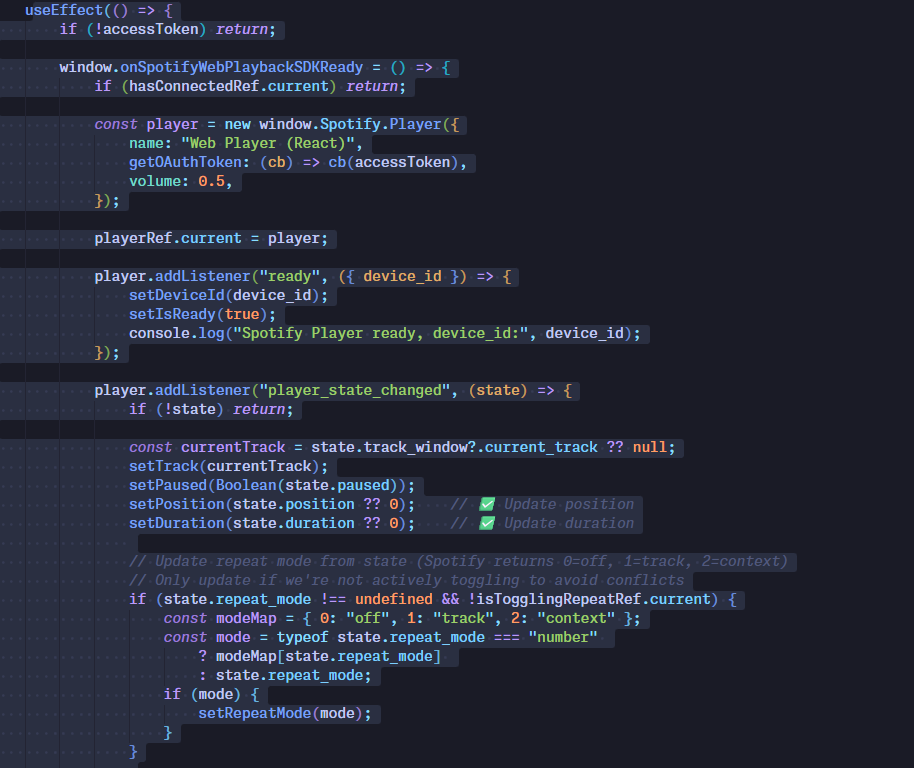 useEffect(() => {
    if (!accessToken) return;

    window.onSpotifyWebPlaybackSDKReady = () => {
        if (hasConnectedRef.current) return;

        const player = new window.Spotify.Player({
            name: "Web Player (React)",
            getOAuthToken: (cb) => cb(accessToken),
            volume: 0.5,
        });

        playerRef.current = player;

        player.addListener("ready", ({ device_id }) => {
            setDeviceId(device_id);
            setIsReady(true);
            console.log("Spotify Player ready, device_id:", device_id);
        });

        player.addListener("player_state_changed", (state) => {
            if (!state) return;

            const currentTrack = state.track_window?.current_track ?? null;
            setTrack(currentTrack);
            setPaused(Boolean(state.paused));
            setPosition(state.position ?? 0);    // ✅ Update position
            setDuration(state.duration ?? 0);    // ✅ Update duration

            // Update repeat mode from state (Spotify returns 0=off, 1=track, 2=context)
            // Only update if we're not actively toggling to avoid conflicts
            if (state.repeat_mode !== undefined && !isTogglingRepeatRef.current) {
                const modeMap = { 0: "off", 1: "track", 2: "context" };
                const mode = typeof state.repeat_mode === "number"
                    ? modeMap[state.repeat_mode]
                    : state.repeat_mode;
                if (mode) {
                    setRepeatMode(mode);
                }
            }